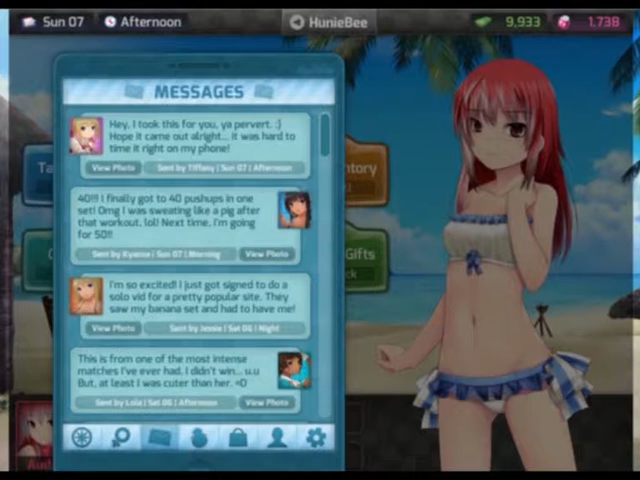 Sun 07 Afternoon HunieBee 9,933 1,738
MESSAGES
Hey, I took this for you, ya pervert. :)
Hope it came out alright... it was hard to
time it right on my phone!
View Photo Sent by Tiffany | Sun 07 | Afternoon
40!!! I finally got to 40 pushups in one
set! Omg I was sweating like a pig after
that workout, lol! Next time, I'm going
for 50!!
Sent by Kyanna | Sun 07 | Morning View Photo
I'm so excited! I just got signed to do a
solo vid for a pretty popular site. They
saw my banana set and had to have me!
View Photo Sent by Jessie | Sat 06 | Night
This is from one of the most intense
matches I've ever had. I didn't win... u.u
But, at least I was cuter than her. =D
Sent by Lola | Sat 06 | Afternoon View Photo
Ta
ntory
Gifts
ck
Aud